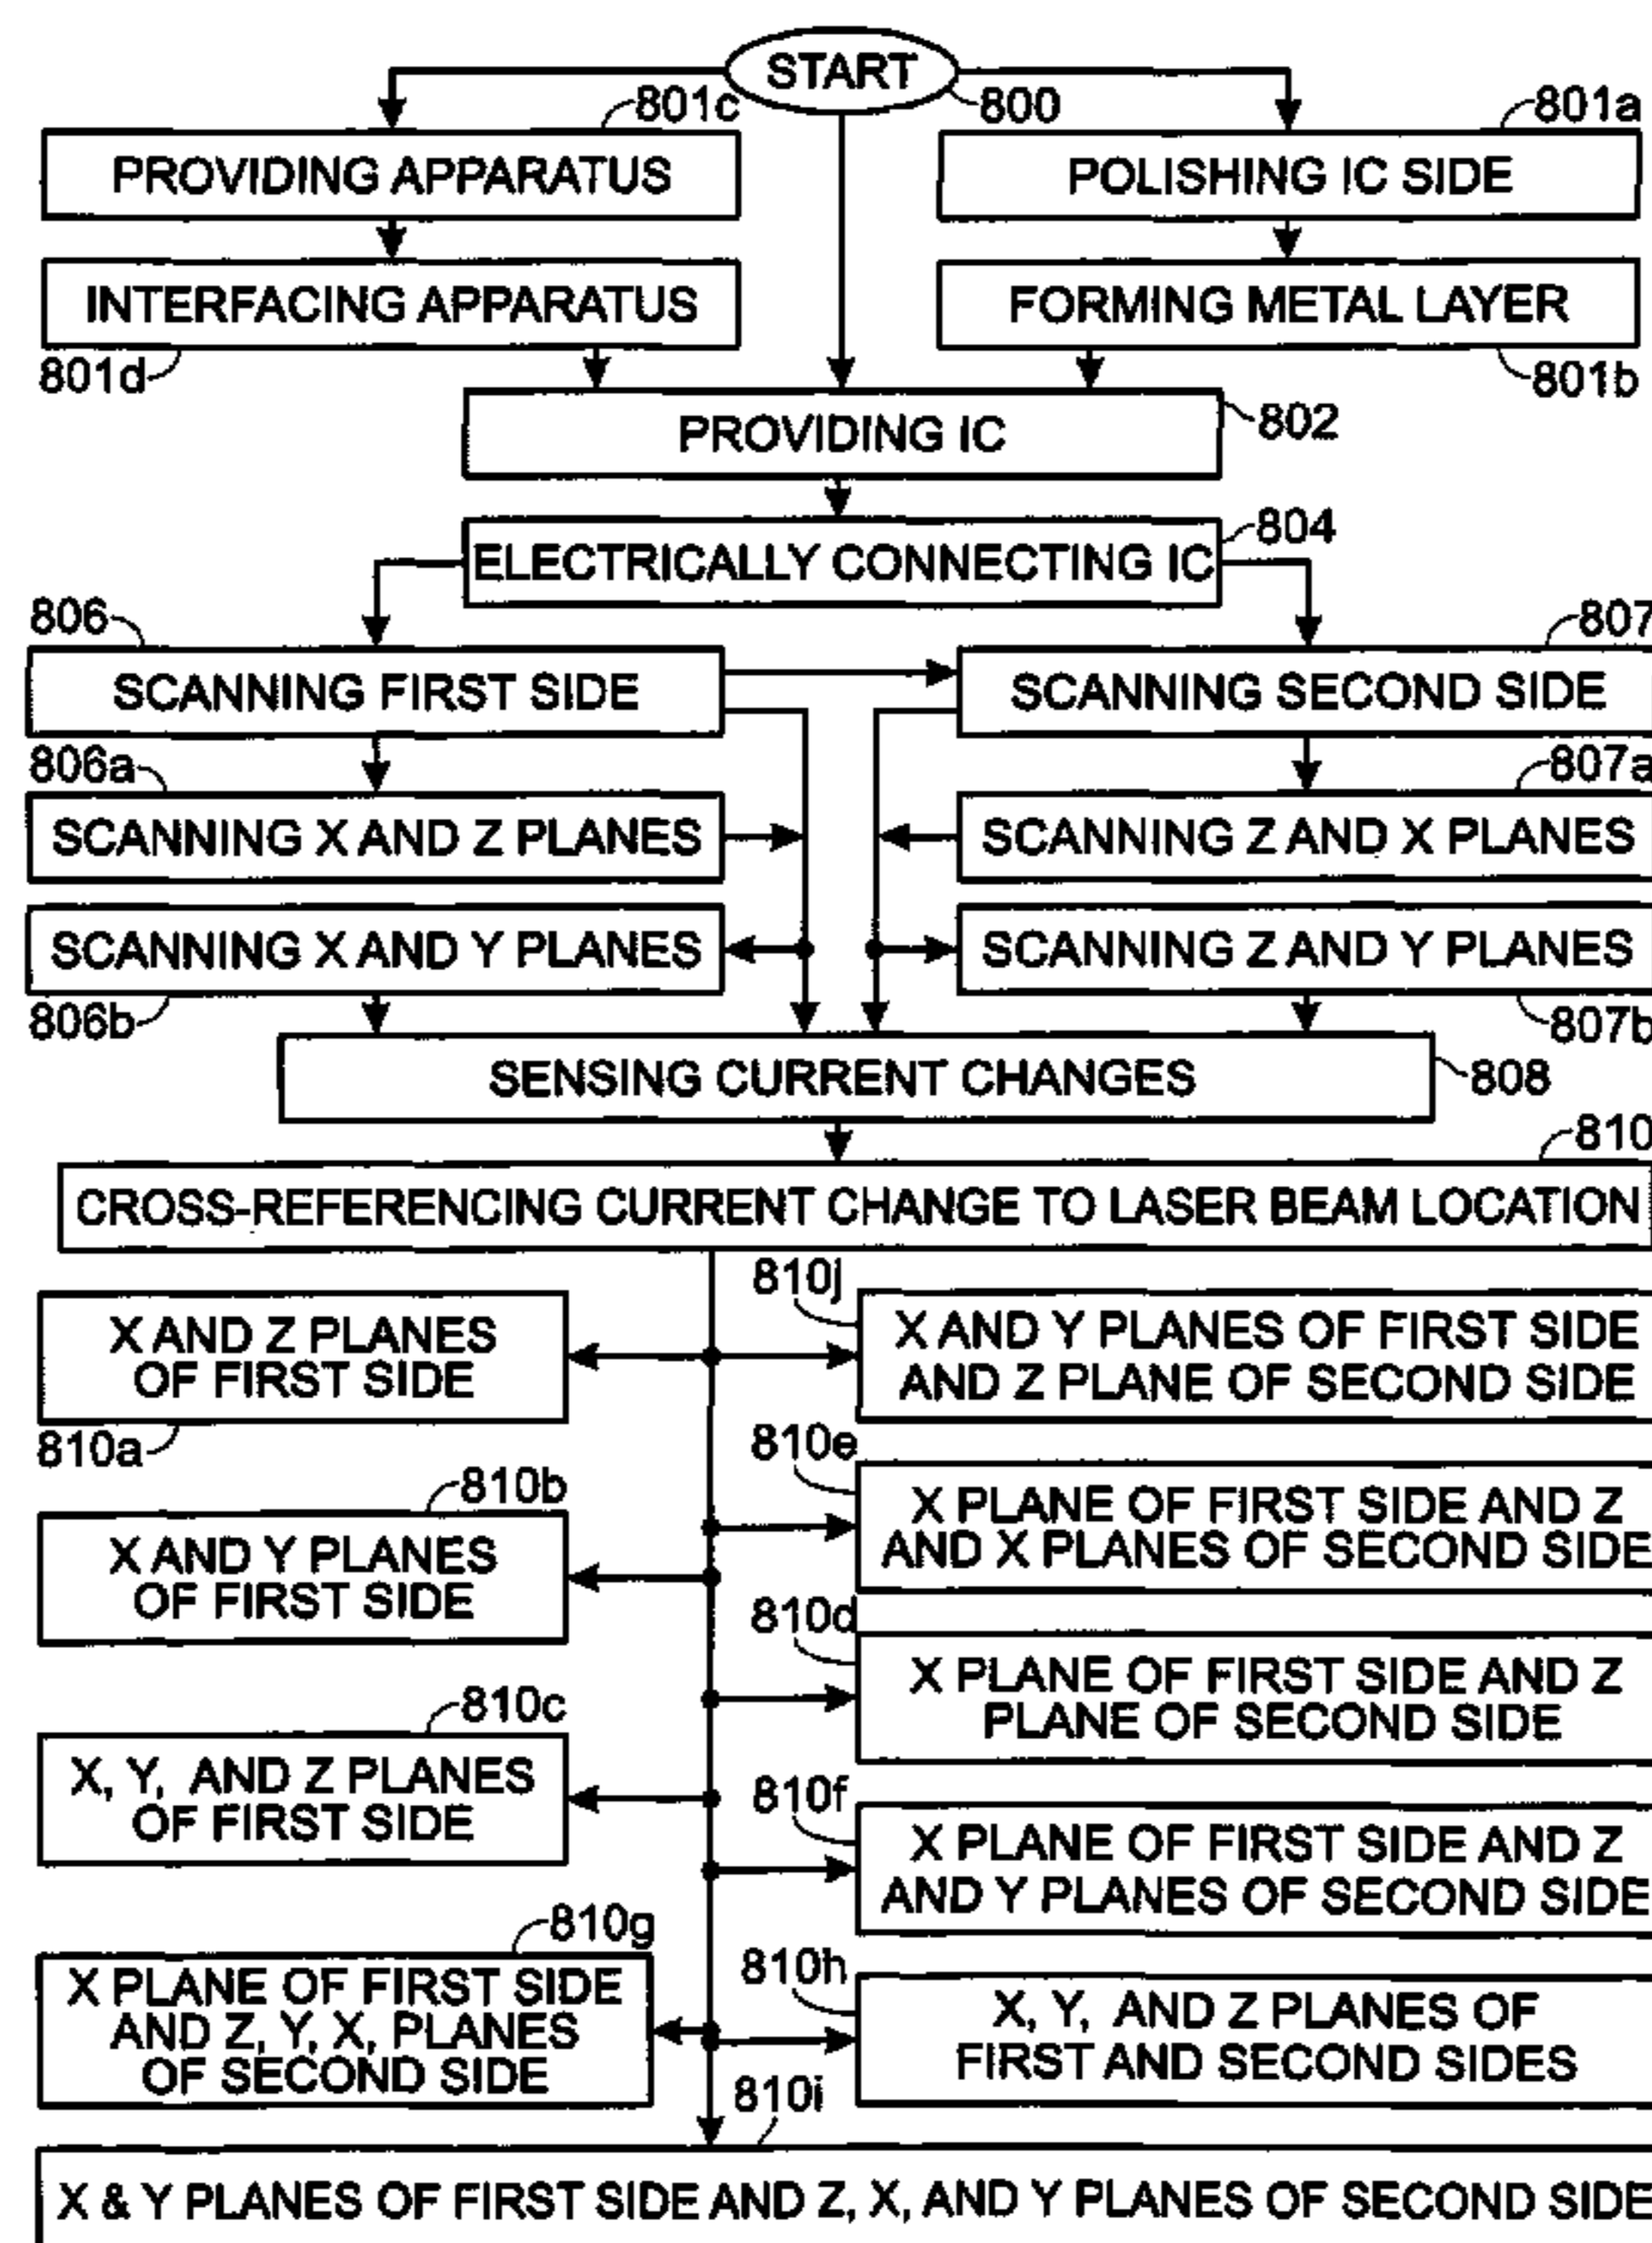 START
800
801c
801a
PROVIDING APPARATUS
POLISHING IC SIDE
INTERFACING APPARATUS
FORMING METAL LAYER
801d
801b
PROVIDING IC
802
ELECTRICALLY CONNECTING IC
804
806
807
SCANNING FIRST SIDE
SCANNING SECOND SIDE
806a
807a
SCANNING X AND Z PLANES
SCANNING Z AND X PLANES
SCANNING X AND Y PLANES
SCANNING Z AND Y PLANES
806b
807b
SENSING CURRENT CHANGES
808
810
CROSS-REFERENCING CURRENT CHANGE TO LASER BEAM LOCATION
810j
X AND Z PLANES
OF FIRST SIDE
810a
X AND Y PLANES OF FIRST SIDE
AND Z PLANE OF SECOND SIDE
810e
X PLANE OF FIRST SIDE AND Z
AND X PLANES OF SECOND SIDE
810b
X AND Y PLANES
OF FIRST SIDE
810d
X PLANE OF FIRST SIDE AND Z
PLANE OF SECOND SIDE
810c
X, Y, AND Z PLANES
OF FIRST SIDE
810f
X PLANE OF FIRST SIDE AND Z
AND Y PLANES OF SECOND SIDE
810g
X PLANE OF FIRST SIDE
AND Z, Y, X, PLANES
OF SECOND SIDE
810h
X, Y, AND Z PLANES OF
FIRST AND SECOND SIDES
810i
X & Y PLANES OF FIRST SIDE AND Z, X, AND Y PLANES OF SECOND SIDE